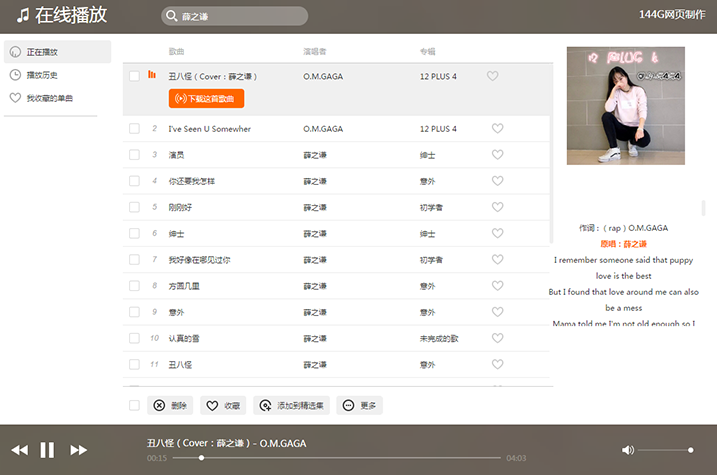 在线播放
薛之谦
144G网页制作
正在播放
播放历史
我收藏的单曲
歌曲 演唱者 专辑
丑八怪（Cover：薛之谦） O.M.GAGA 12 PLUS 4
下载这首歌曲
2 I've Seen U Somewher O.M.GAGA 12 PLUS 4
3 演员 薛之谦 绅士
4 你还要我怎样 薛之谦 意外
5 刚刚好 薛之谦 初学者
6 绅士 薛之谦 绅士
7 我好像在哪见过你 薛之谦 初学者
8 方圆几里 薛之谦 意外
9 意外 薛之谦 意外
10 认真的雪 薛之谦 未完成的歌
11 丑八怪 薛之谦 意外
删除 收藏 添加到精选集 更多
12 PLUG 4
作词：（rap）O.M.GAGA
原唱：薛之谦
I remember someone said that puppy
love is the best
But I found that love around me can also
be a mess
Mama told me I'm not old enough so I
丑八怪（Cover：薛之谦）- O.M.GAGA
00:15 04:03